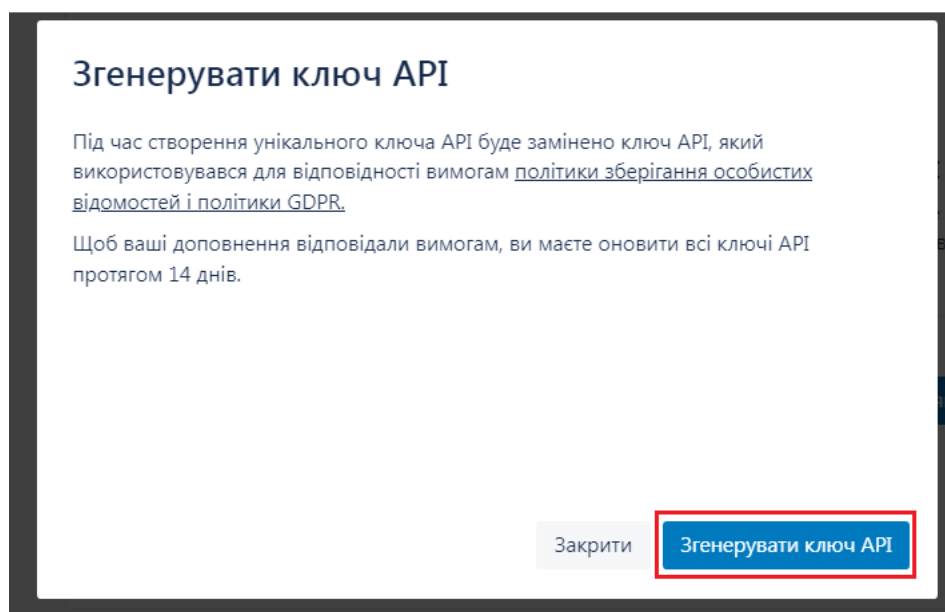 Згенерувати ключ API
Під час створення унікального ключа API буде замінено ключ API, який
використовувався для відповідності вимогам політики зберігання особистих
відомостей і політики GDPR.
Щоб ваші доповнення відповідали вимогам, ви маєте оновити всі ключі API
протягом 14 днів.
Закрити Згенерувати ключ API